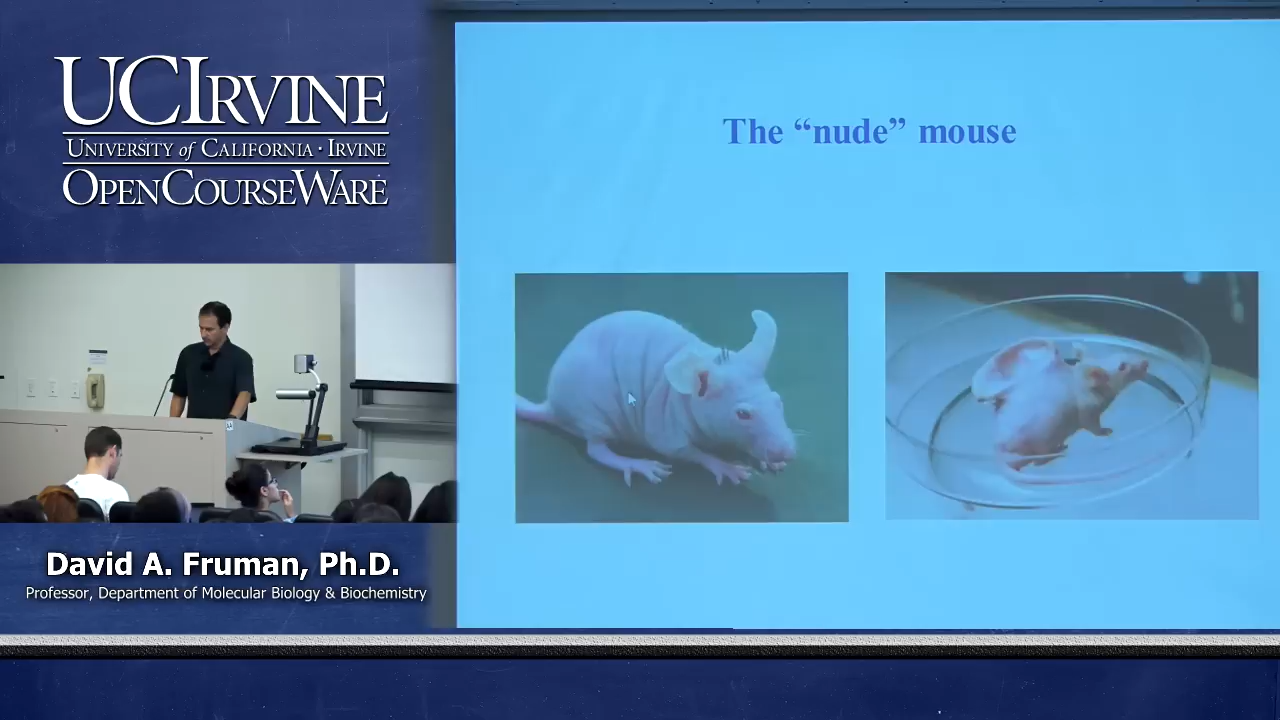 UCIRVINE
UNIVERSITY of CALIFORNIA · IRVINE
OPENCOURSEWARE
The “nude” mouse
David A. Fruman, Ph.D.
Professor, Department of Molecular Biology & Biochemistry